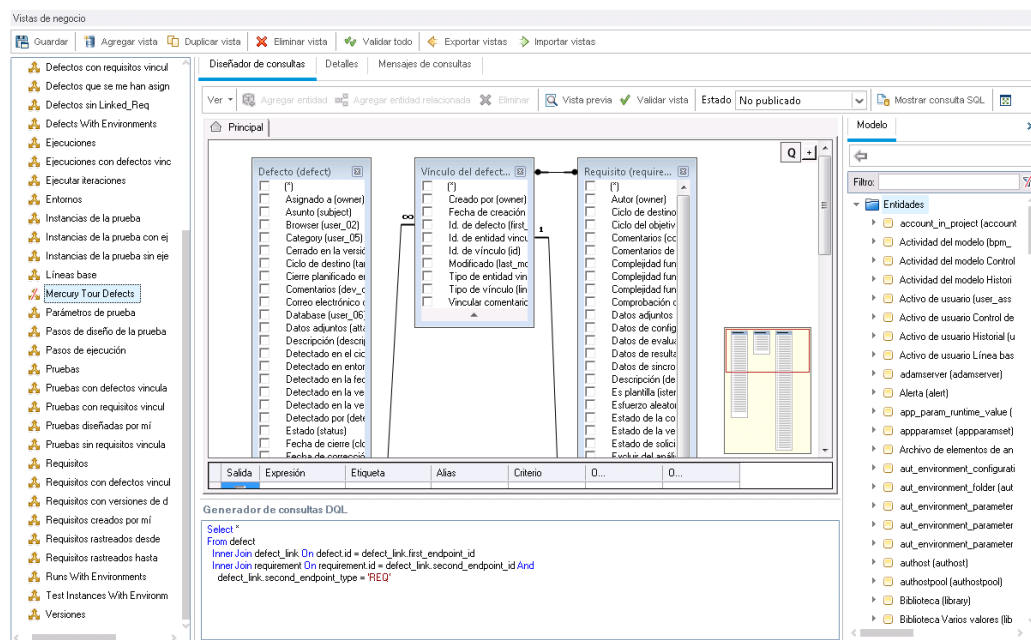 Vistas de negocio
Guardar Agregar vista Duplicar vista Eliminar vista Validar todo Exportar vistas Importar vistas
Defectos con requisitos vincul
Defectos que se me han asign
Defectos sin Linked_Req
Defects With Environments
Ejecuciones
Ejecuciones con defectos vinc
Ejecutar iteraciones
Entornos
Instancias de la prueba
Instancias de la prueba con ej
Instancias de la prueba sin eje
Líneas base
Mercury Tour Defects
Parámetros de prueba
Pasos de diseño de la prueba
Pasos de ejecución
Pruebas
Pruebas con defectos vincula
Pruebas con requisitos vincul
Pruebas diseñadas por mí
Pruebas sin requisitos vincula
Requisitos
Requisitos con defectos vincul
Requisitos con versiones de d
Requisitos creados por mí
Requisitos rastreados desde
Requisitos rastreados hasta
Runs With Environments
Test Instances With Environm
Versiones
Diseñador de consultas Detalles Mensajes de consultas
Ver Agregar entidad Agregar entidad relacionada Eliminar Vista previa Validar vista Estado No publicado Mostrar consulta SQL
Principal
Q +
Defecto (defect)
(*)
Asignado a (owner)
Asunto (subject)
Browser (user_02)
Category (user_05)
Cerrado en la versió
Ciclo de destino (tar
Cierre planificado er
Comentarios (dev_c
Correo electrónico c
Database (user_06)
Datos adjuntos (atta
Descripción (descrip
Detectado en el cic
Detectado en entor
Detectado en la fec
Detectado en la ve
Detectado en la ve
Detectado por (dete
Estado (status)
Fecha de cierre (clo
Fecha de correcció
∞
Vínculo del defect...
(*)
Creado por (owner)
Fecha de creación
Id. de defecto (first_
Id. de entidad vincu
Id. de vínculo (id)
Modificado (last_mo
Tipo de entidad vin
Tipo de vínculo (lin
Vincular comentaric
1
Requisito (require...
(*)
Autor (owner)
Ciclo de destino
Ciclo del objetiv
Comentarios (cc
Comentarios de
Complejidad fun
Complejidad fun
Complejidad fun
Comprobación c
Datos adjuntos
Datos de config
Datos de evalua
Datos de resulta
Datos de sincro
Descripción (de
Es plantilla (ister
Esfuerzo aleator
Estado de la co
Estado de la ve
Estado de solici
Excluir del análi
Salida Expresión Etiqueta Alias Criterio O... O...
Generador de consultas DQL
Select *
From defect
Inner Join defect_link On defect.id = defect_link.first_endpoint_id
Inner Join requirement On requirement.id = defect_link.second_endpoint_id And
defect_link.second_endpoint_type = 'REQ'
Modelo
Filtro:
Entidades
account_in_project (account
Actividad del modelo (bpm_
Actividad del modelo Control
Actividad del modelo Histori
Activo de usuario (user_ass
Activo de usuario Control de
Activo de usuario Historial (u
Activo de usuario Línea bas
adamserver (adamserver)
Alerta (alert)
app_param_runtime_value (
appparamset (appparamset)
Archivo de elementos de an
aut_environment_configurati
aut_environment_folder (aut
aut_environment_parameter
aut_environment_parameter
aut_environment_parameter
authost (authost)
authostpool (authostpool)
Biblioteca (library)
Biblioteca Varios valores (lib